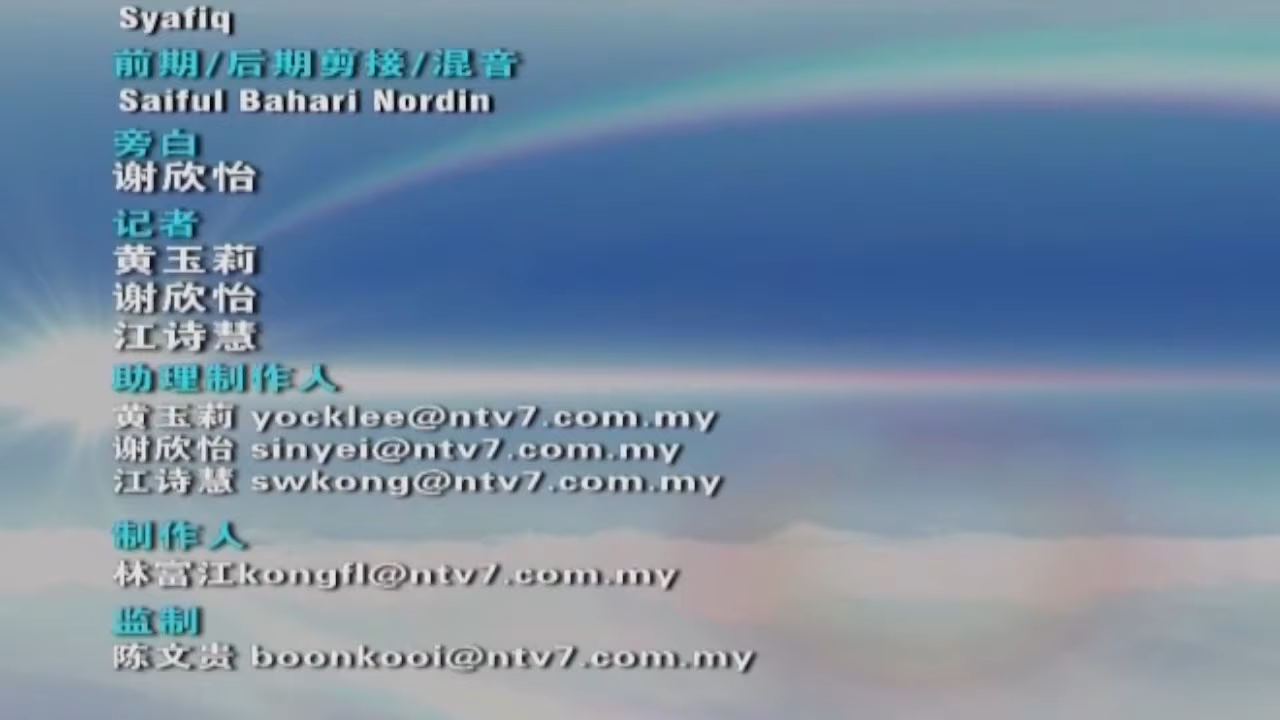 Syafiq
前期/后期剪接/混音
Saiful Bahari Nordin
旁白
谢欣怡
记者
黄玉莉
谢欣怡
江诗慧
助理制作人
黄玉莉 yocklee@ntv7.com.my
谢欣怡 sinyei@ntv7.com.my
江诗慧 swkong@ntv7.com.my
制作人
林富江kongfl@ntv7.com.my
监制
陈文贵 boonkooi@ntv7.com.my